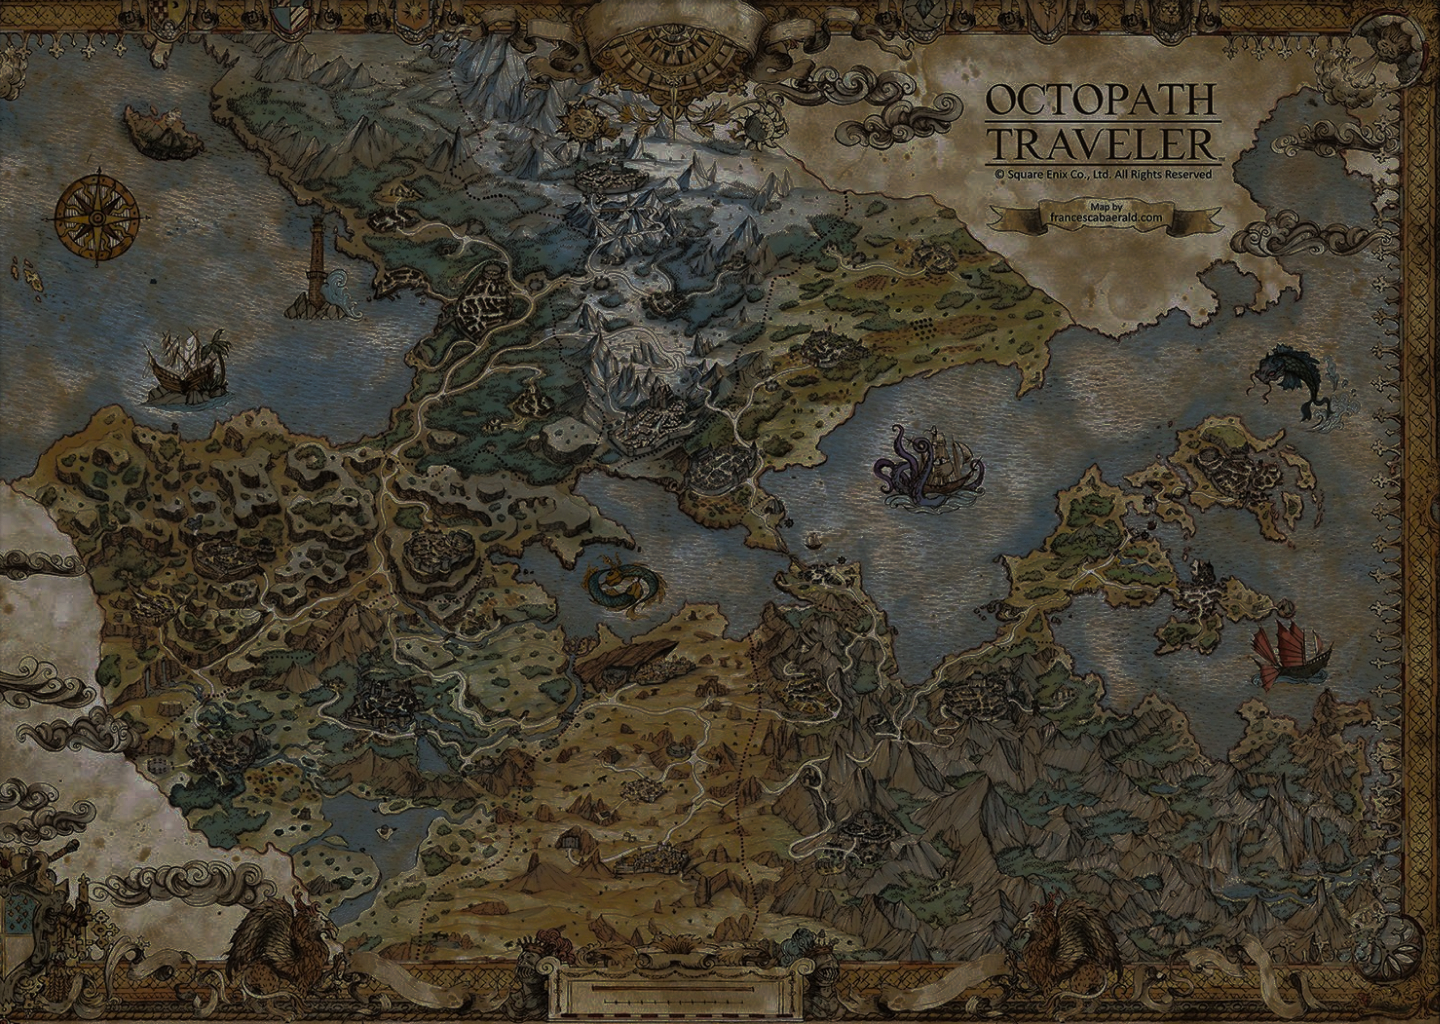 OCTOPATH
TRAVELER
© Square Enix Co., Ltd. All Rights Reserved
Map by
francescabaerald.com